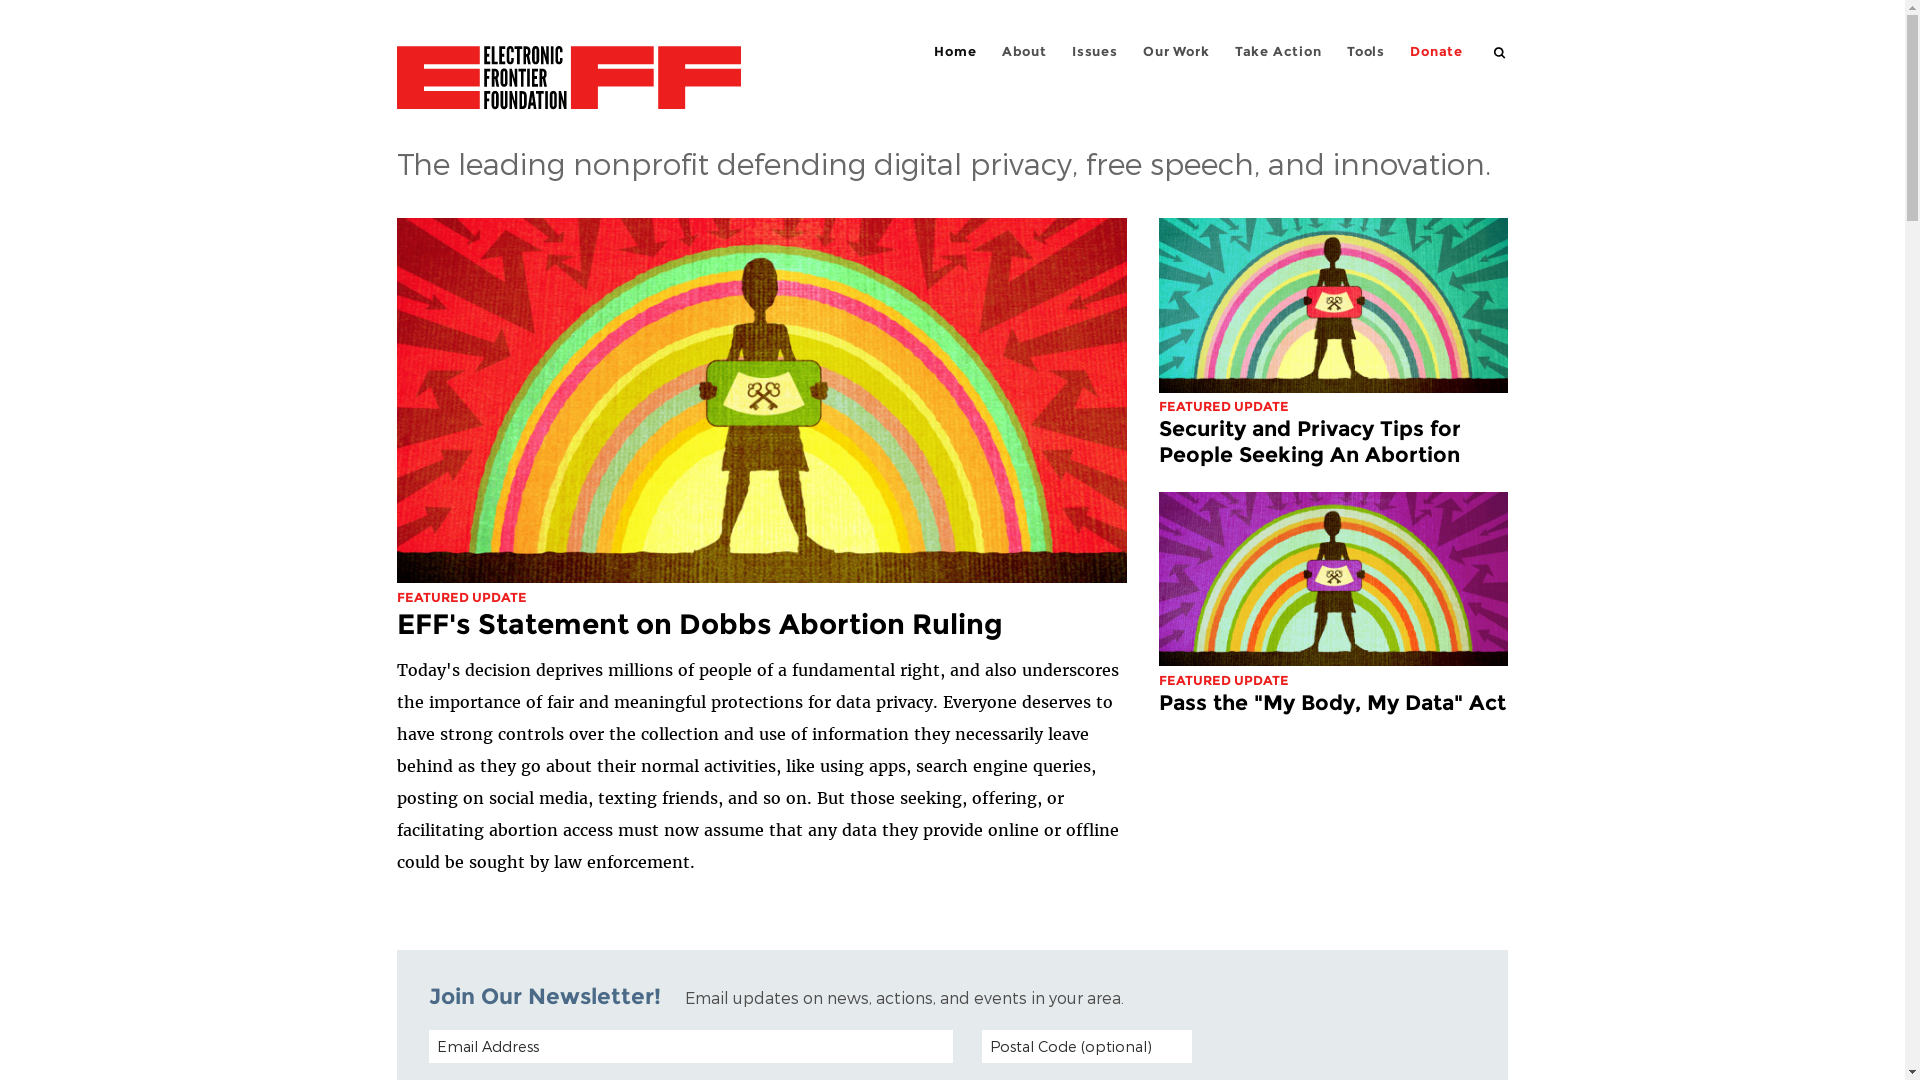 ELECTRONIC
FRONTIER
FOUNDATION
EFF
Home About Issues Our Work Take Action Tools Donate
The leading nonprofit defending digital privacy, free speech, and innovation.
FEATURED UPDATE
EFF's Statement on Dobbs Abortion Ruling
Today's decision deprives millions of people of a fundamental right, and also underscores
the importance of fair and meaningful protections for data privacy. Everyone deserves to
have strong controls over the collection and use of information they necessarily leave
behind as they go about their normal activities, like using apps, search engine queries,
posting on social media, texting friends, and so on. But those seeking, offering, or
facilitating abortion access must now assume that any data they provide online or offline
could be sought by law enforcement.
FEATURED UPDATE
Security and Privacy Tips for
People Seeking An Abortion
FEATURED UPDATE
Pass the "My Body, My Data" Act
Join Our Newsletter! Email updates on news, actions, and events in your area.
Email Address Postal Code (optional)